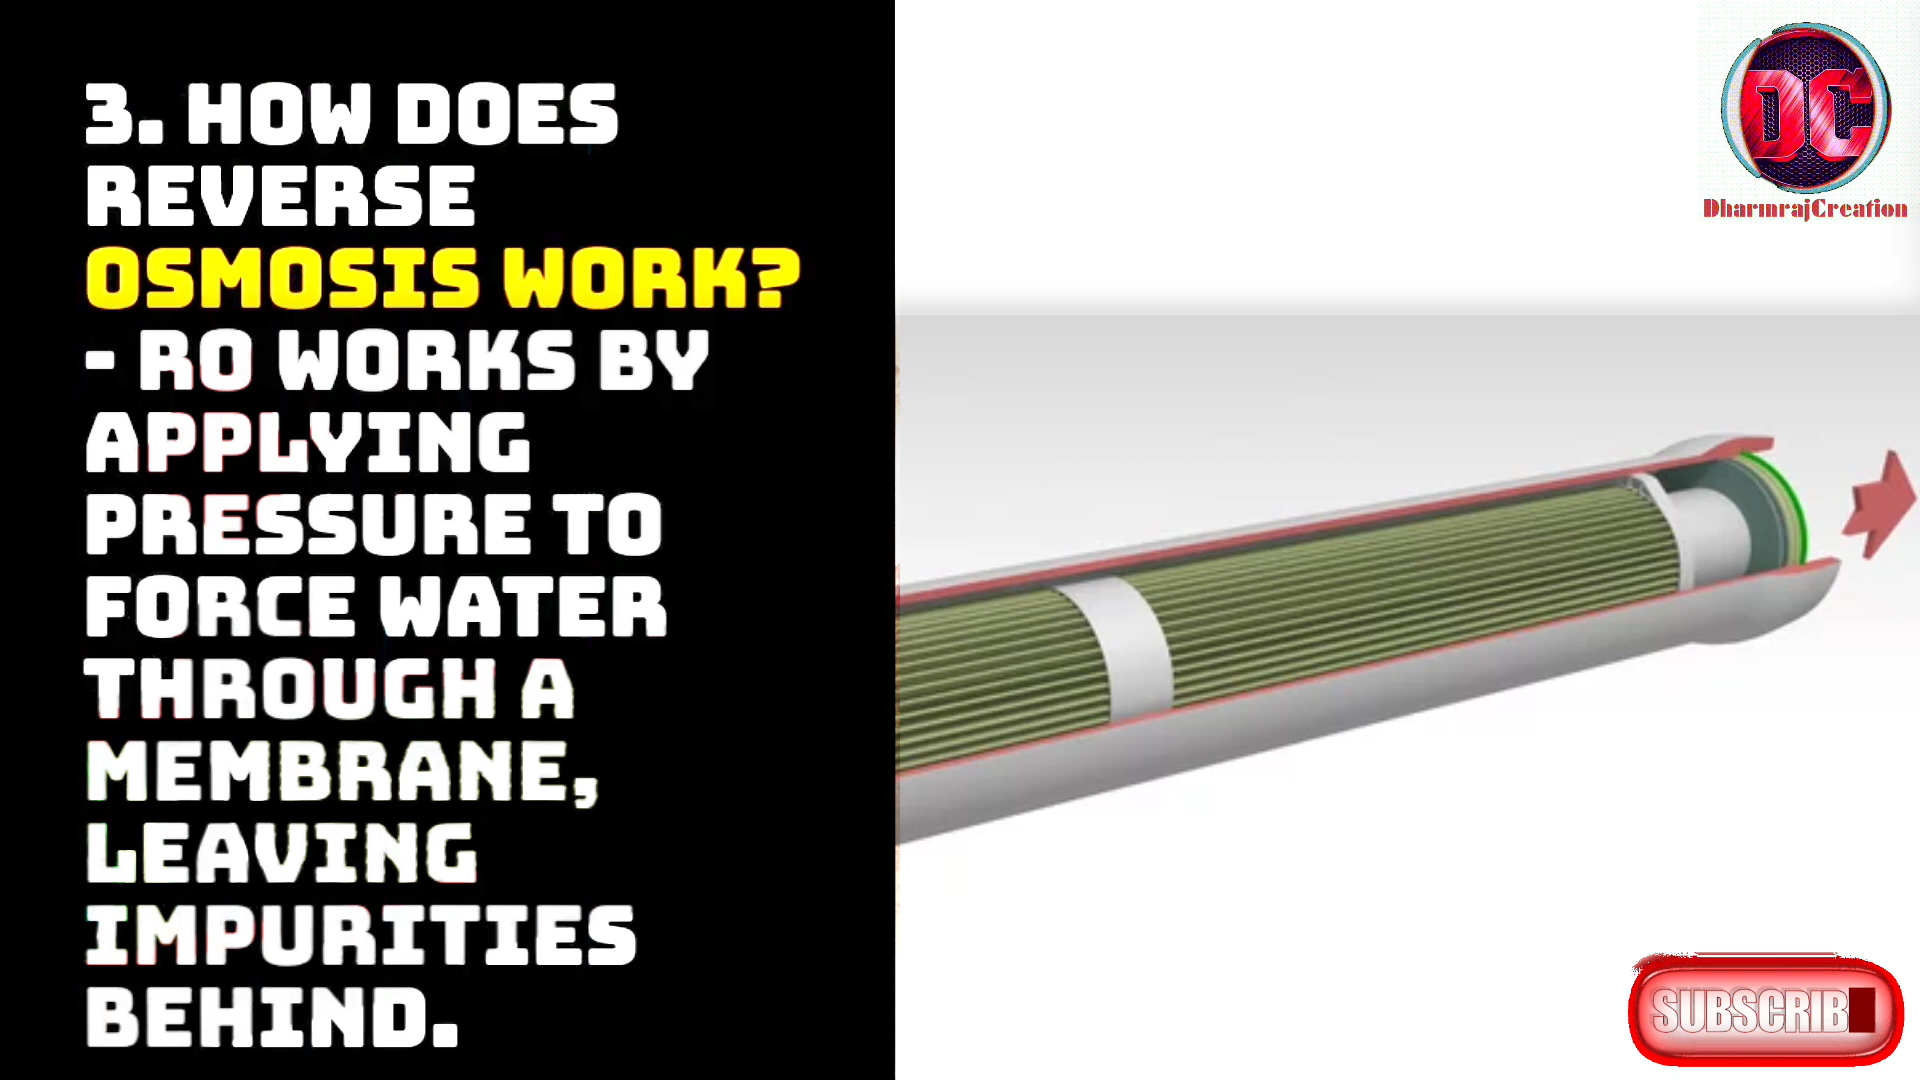 3. HOW DOES
REVERSE
OSMOSIS WORK?
- RO WORKS BY
APPLYING
PRESSURE TO
FORCE WATER
THROUGH A
MEMBRANE,
LEAVING
IMPURITIES
BEHIND.
DC
DharmrajCreation
SUBSCRIB